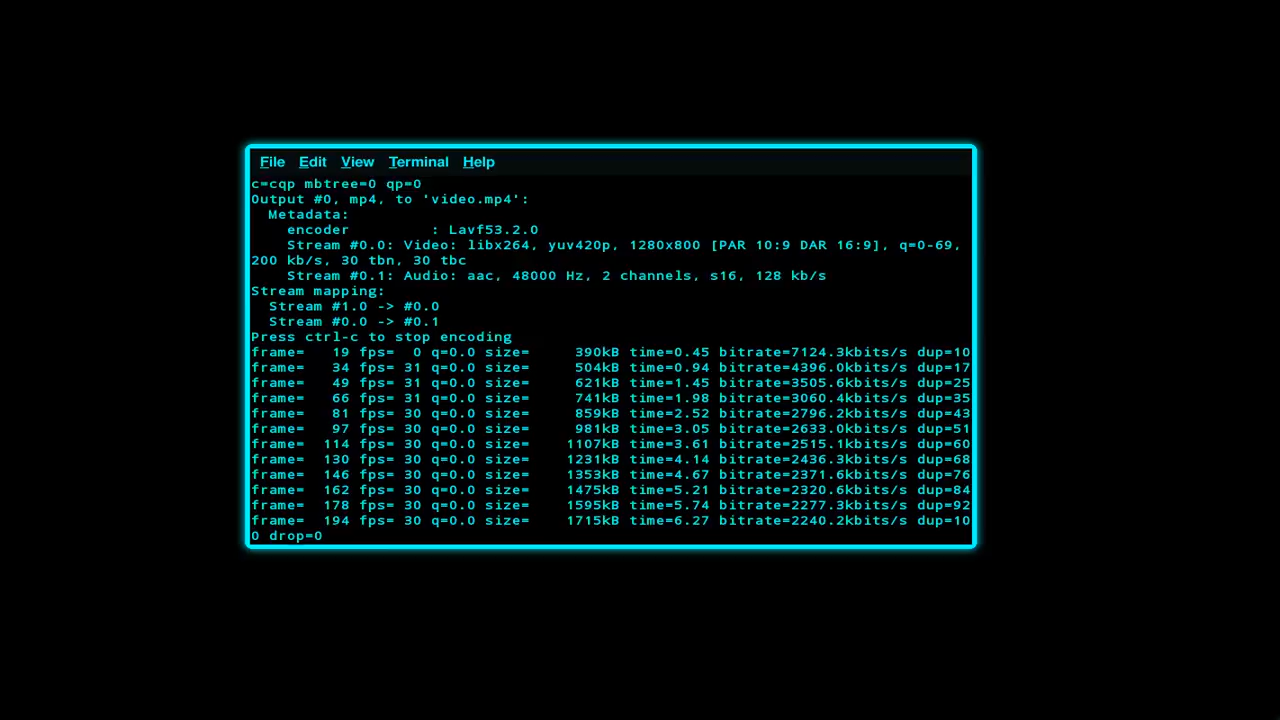 File Edit View Terminal Help
c=cqp mbtree=0 qp=0
Output #0, mp4, to 'video.mp4':
  Metadata:
    encoder         : Lavf53.2.0
    Stream #0.0: Video: libx264, yuv420p, 1280x800 [PAR 10:9 DAR 16:9], q=0-69,
200 kb/s, 30 tbn, 30 tbc
    Stream #0.1: Audio: aac, 48000 Hz, 2 channels, s16, 128 kb/s
Stream mapping:
  Stream #1.0 -> #0.0
  Stream #0.0 -> #0.1
Press ctrl-c to stop encoding
frame=   19 fps=  0 q=0.0 size=     390kB time=0.45 bitrate=7124.3kbits/s dup=10
frame=   34 fps= 31 q=0.0 size=     504kB time=0.94 bitrate=4396.0kbits/s dup=17
frame=   49 fps= 31 q=0.0 size=     621kB time=1.45 bitrate=3505.6kbits/s dup=25
frame=   66 fps= 31 q=0.0 size=     741kB time=1.98 bitrate=3060.4kbits/s dup=35
frame=   81 fps= 30 q=0.0 size=     859kB time=2.52 bitrate=2796.2kbits/s dup=43
frame=   97 fps= 30 q=0.0 size=     981kB time=3.05 bitrate=2633.0kbits/s dup=51
frame=  114 fps= 30 q=0.0 size=    1107kB time=3.61 bitrate=2515.1kbits/s dup=60
frame=  130 fps= 30 q=0.0 size=    1231kB time=4.14 bitrate=2436.3kbits/s dup=68
frame=  146 fps= 30 q=0.0 size=    1353kB time=4.67 bitrate=2371.6kbits/s dup=76
frame=  162 fps= 30 q=0.0 size=    1475kB time=5.21 bitrate=2320.6kbits/s dup=84
frame=  178 fps= 30 q=0.0 size=    1595kB time=5.74 bitrate=2277.3kbits/s dup=92
frame=  194 fps= 30 q=0.0 size=    1715kB time=6.27 bitrate=2240.2kbits/s dup=10
0 drop=0